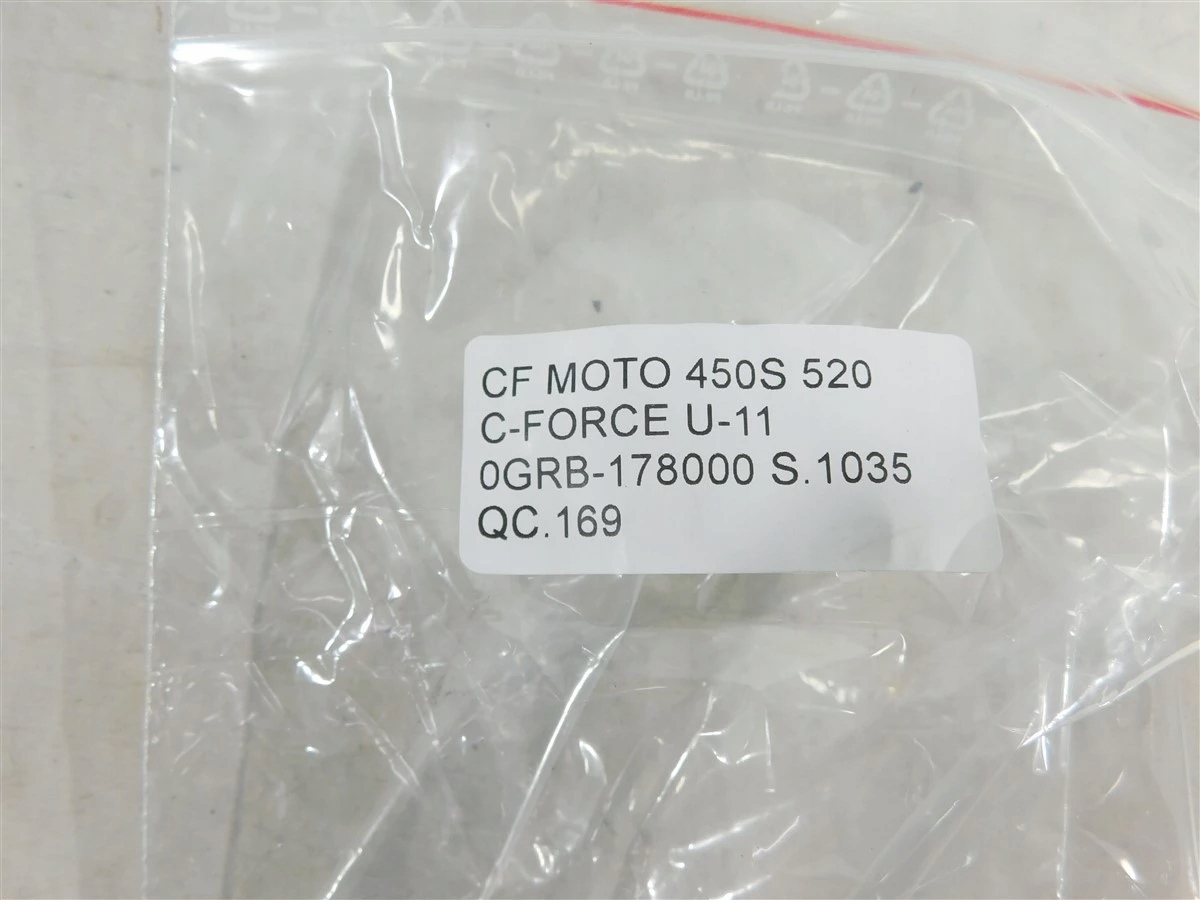 CF MOTO 450S 520
C-FORCE U-11
0GRB-178000 S.1035
QC.169